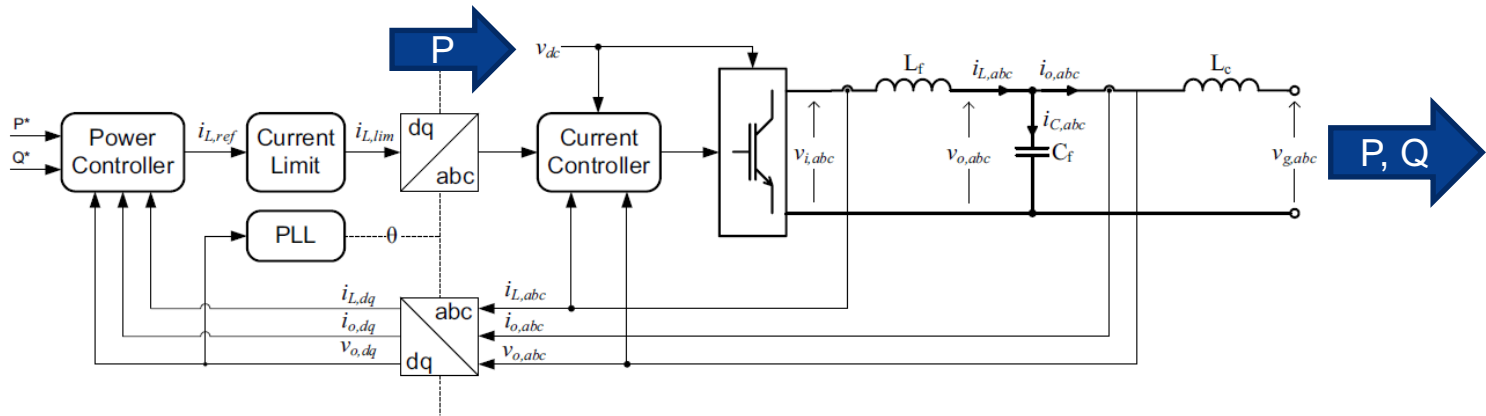 P
v_dc
L_f
i_L,abc
i_o,abc
L_c
P*
Q*
Power
Controller
i_L,ref
Current
Limit
i_L,lim
dq
abc
Current
Controller
v_i,abc
v_o,abc
i_C,abc
C_f
v_g,abc
P, Q
PLL
θ
i_L,dq
i_o,dq
v_o,dq
abc
dq
i_L,abc
i_o,abc
v_o,abc